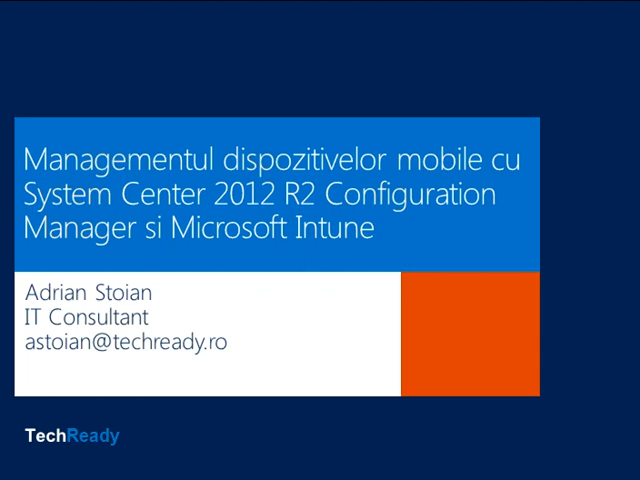 Managementul dispozitivelor mobile cu
System Center 2012 R2 Configuration
Manager si Microsoft Intune
Adrian Stoian
IT Consultant
astoian@techready.ro
TechReady